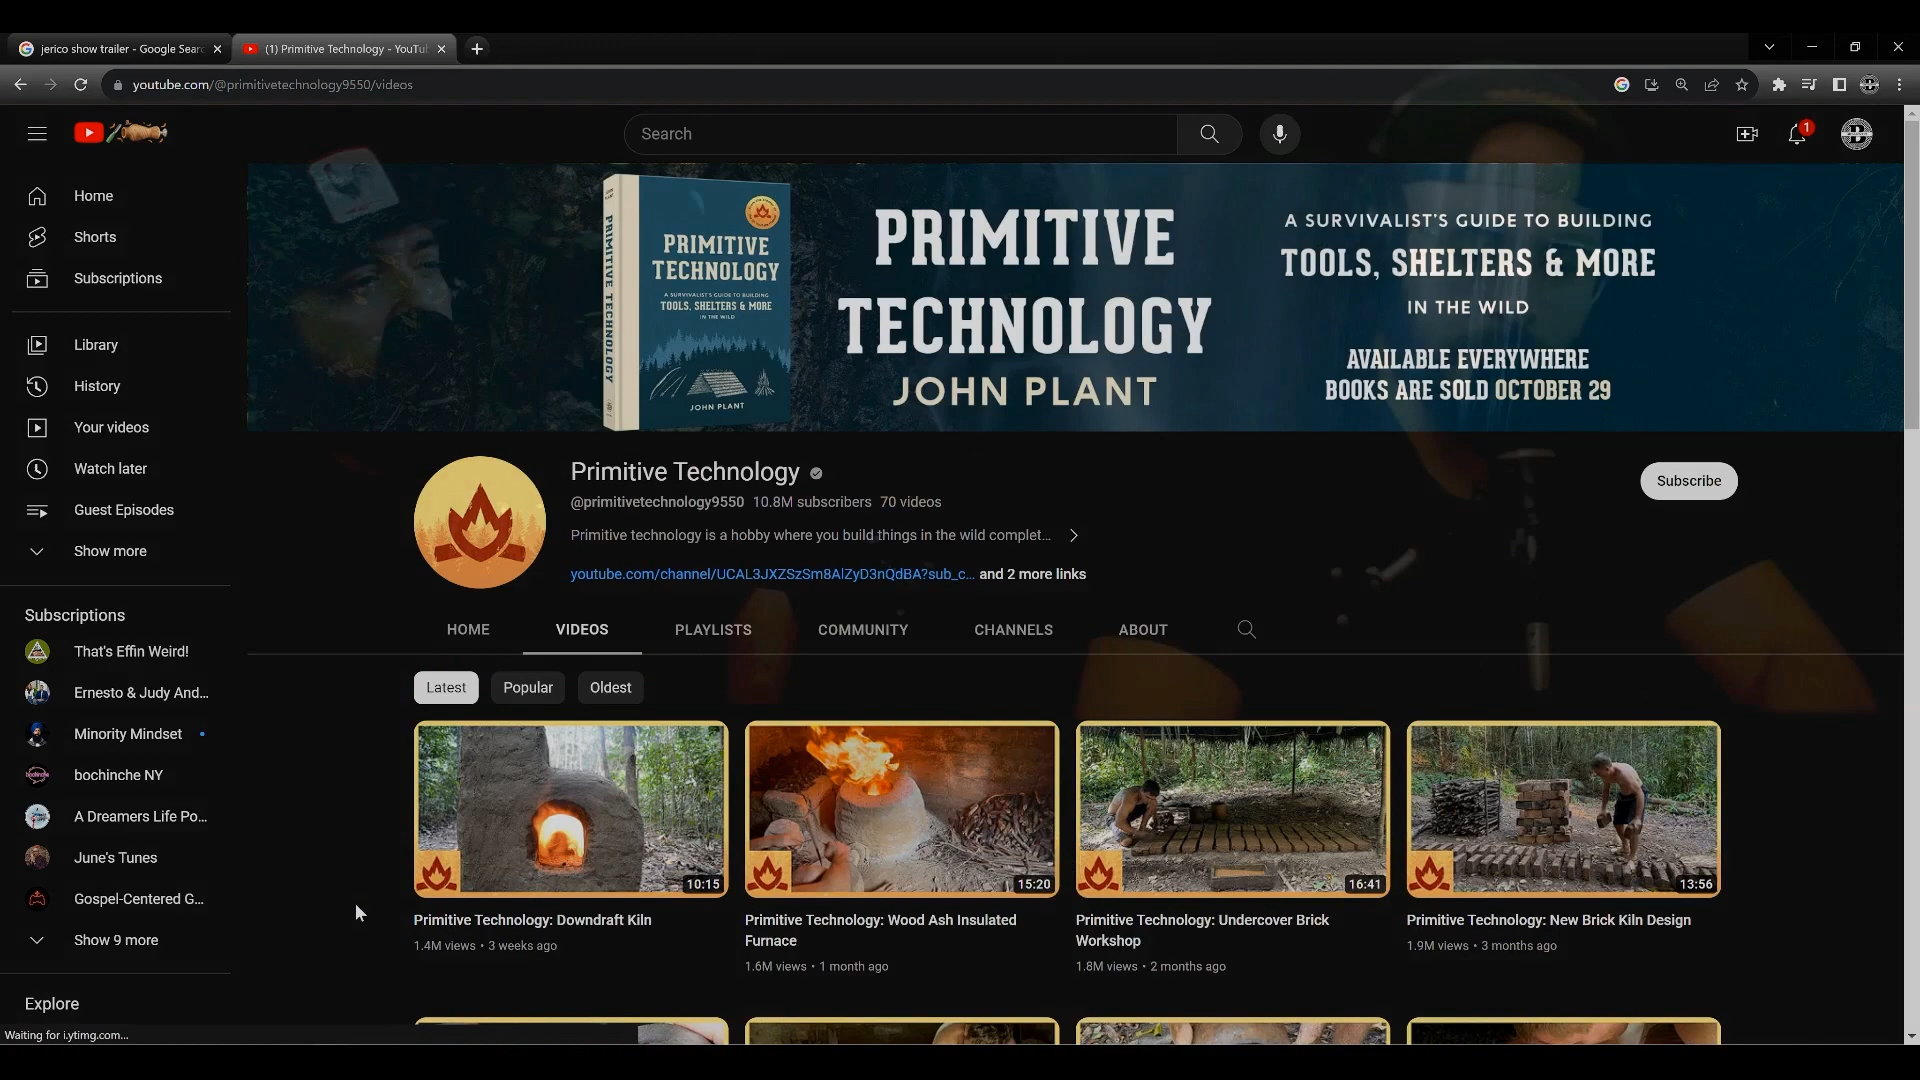 jerico show trailer - Google Sear
(1) Primitive Technology - YouTu
youtube.com/@primitivetechnology9550/videos
Search
1
Home
Shorts
Subscriptions
Library
History
Your videos
Watch later
Guest Episodes
Show more
Subscriptions
That's Effin Weird!
Ernesto & Judy And...
Minority Mindset
bochinche NY
A Dreamers Life Po...
June's Tunes
Gospel-Centered G...
Show 9 more
Explore
Waiting for i.ytimg.com...
PRIMITIVE TECHNOLOGY
PRIMITIVE
TECHNOLOGY
A SURVIVALIST'S GUIDE TO BUILDING
TOOLS, SHELTERS & MORE
IN THE WILD
JOHN PLANT
PRIMITIVE
TECHNOLOGY
JOHN PLANT
A SURVIVALIST'S GUIDE TO BUILDING
TOOLS, SHELTERS & MORE
IN THE WILD
AVAILABLE EVERYWHERE
BOOKS ARE SOLD OCTOBER 29
Primitive Technology
@primitivetechnology9550 10.8M subscribers 70 videos
Primitive technology is a hobby where you build things in the wild complet...
youtube.com/channel/UCAL3JXZSzSm8AlZyD3nQdBA?sub_c... and 2 more links
Subscribe
HOME VIDEOS PLAYLISTS COMMUNITY CHANNELS ABOUT
Latest Popular Oldest
10:15
15:20
16:41
13:56
Primitive Technology: Downdraft Kiln
1.4M views • 3 weeks ago
Primitive Technology: Wood Ash Insulated
Furnace
1.6M views • 1 month ago
Primitive Technology: Undercover Brick
Workshop
1.8M views • 2 months ago
Primitive Technology: New Brick Kiln Design
1.9M views • 3 months ago